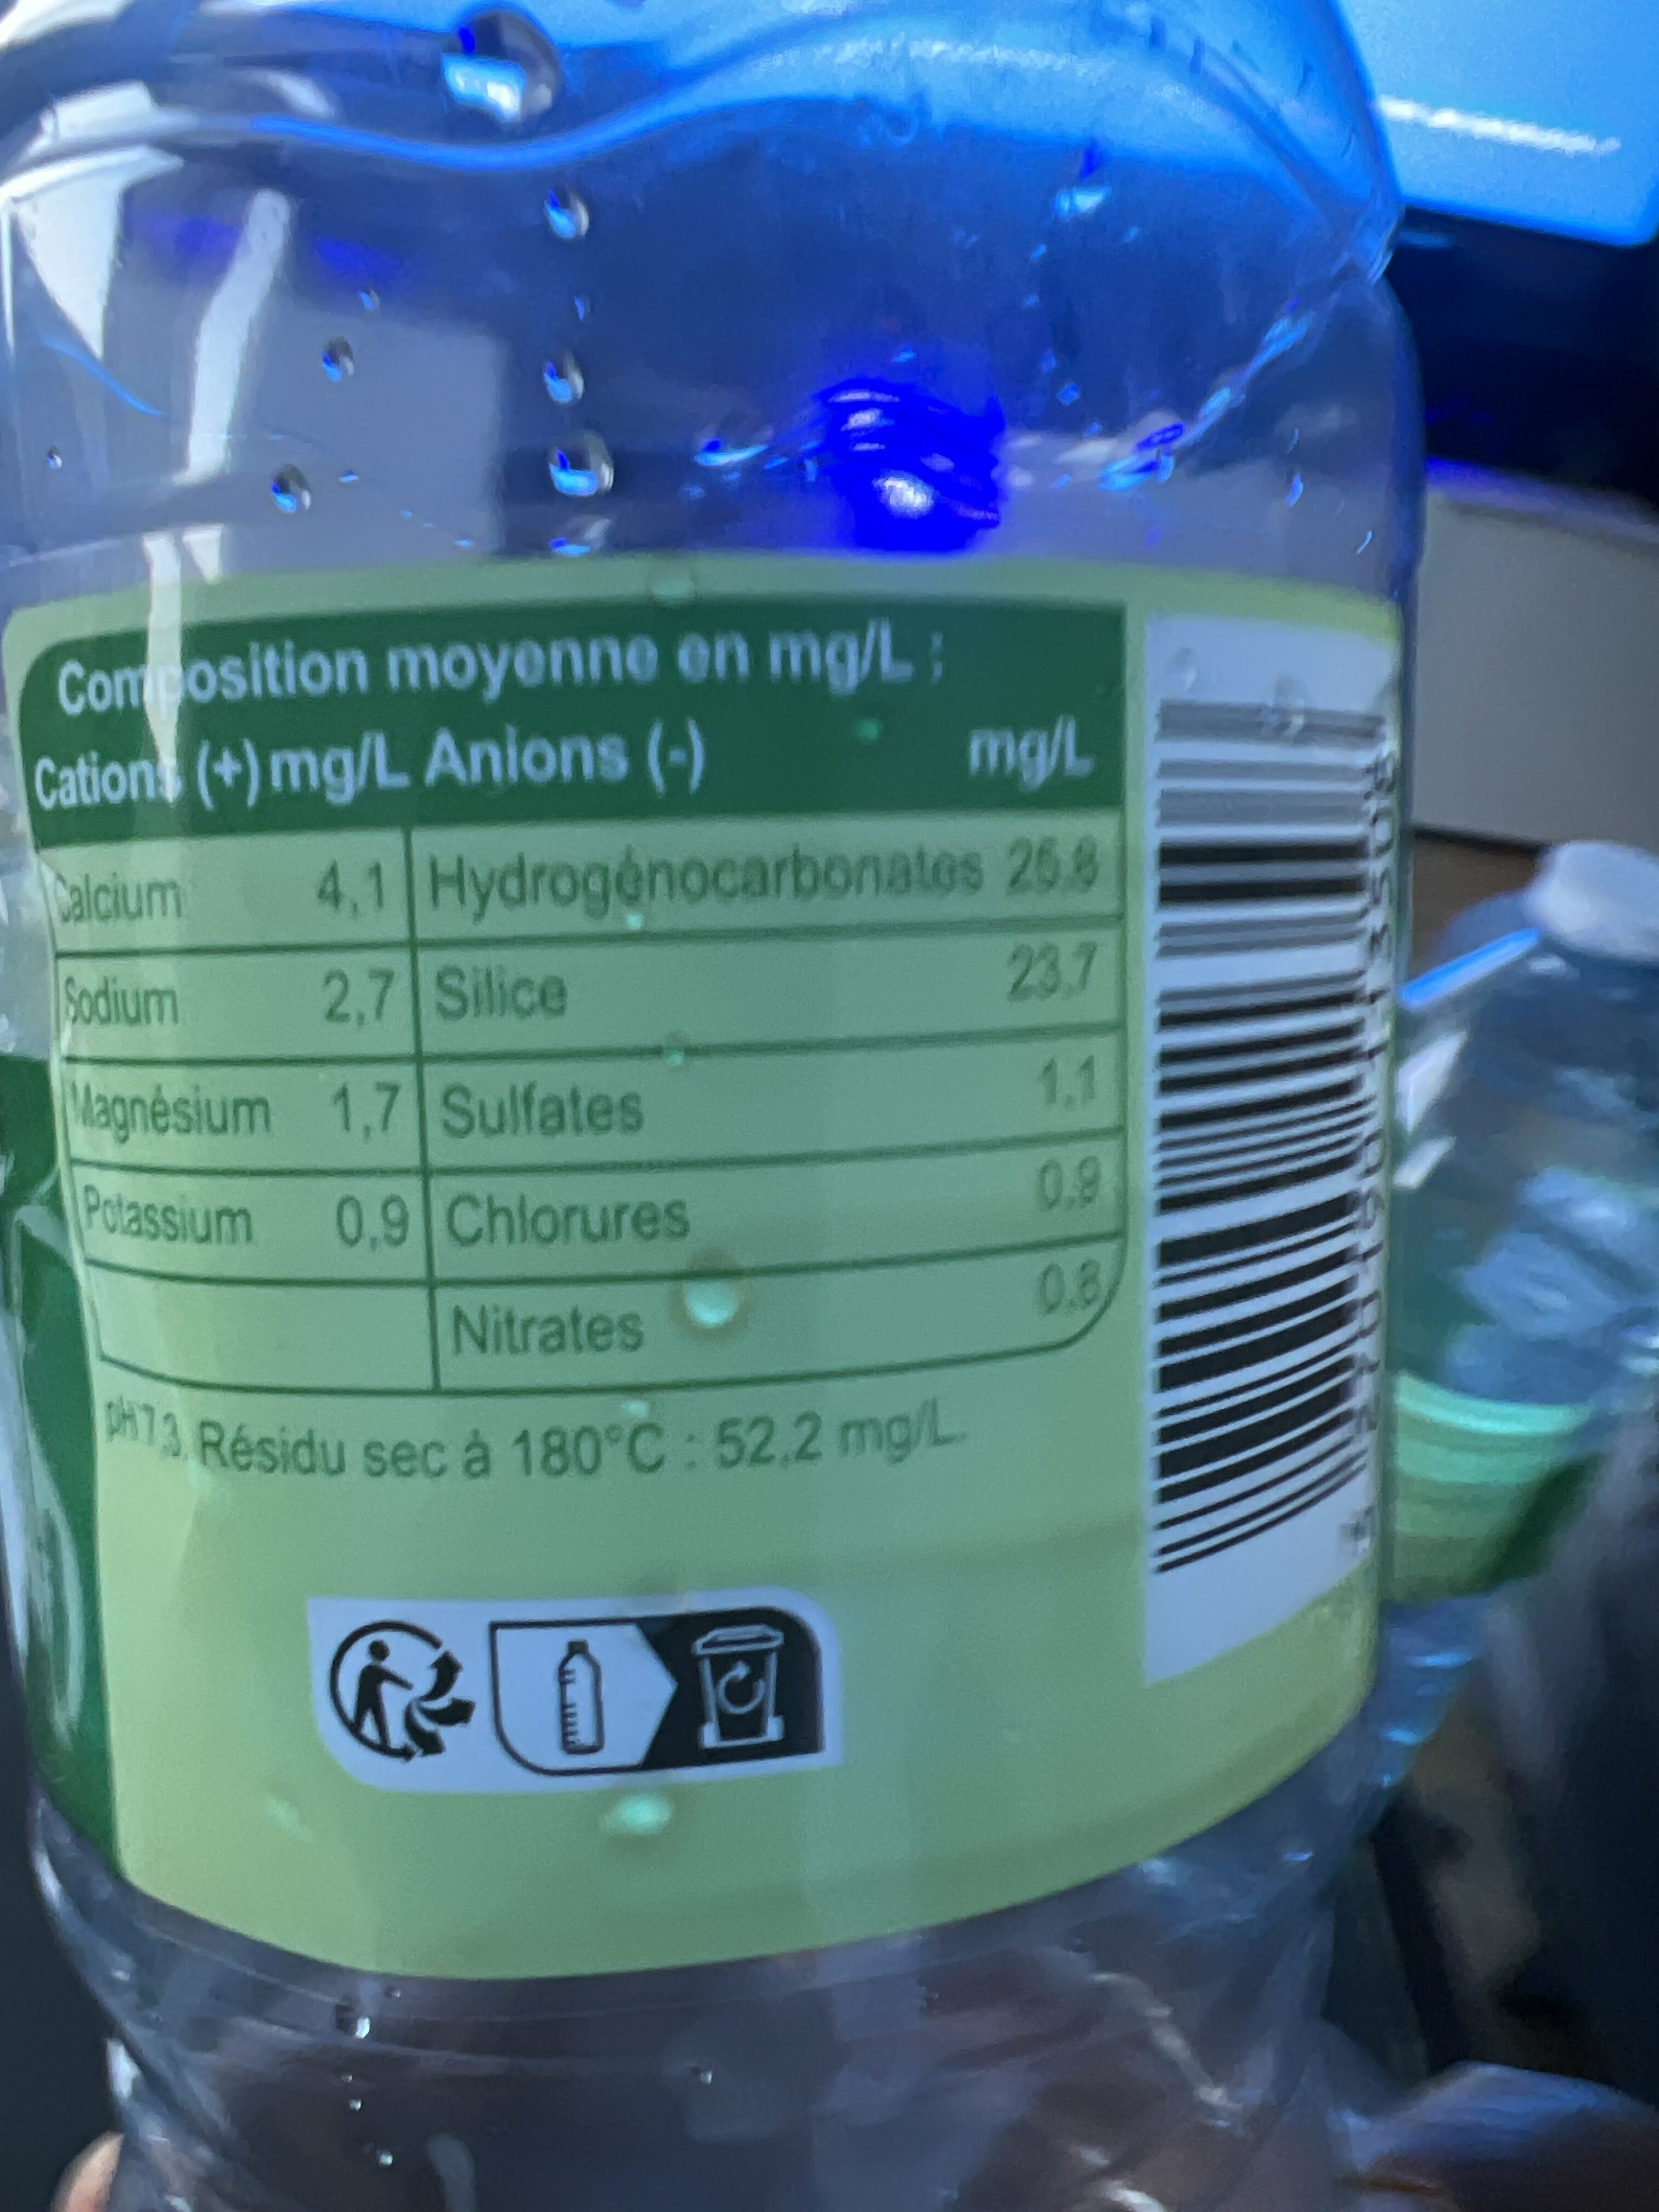 Composition moyenne en mg/L :
Cations (+) mg/L Anions (-) mg/L
Calcium 4,1 Hydrogénocarbonates 25,8
Sodium 2,7 Silice 23,7
Magnésium 1,7 Sulfates 1,1
Potassium 0,9 Chlorures 0,9
Nitrates 0,8
pH 7,3. Résidu sec à 180°C : 52,2 mg/L.